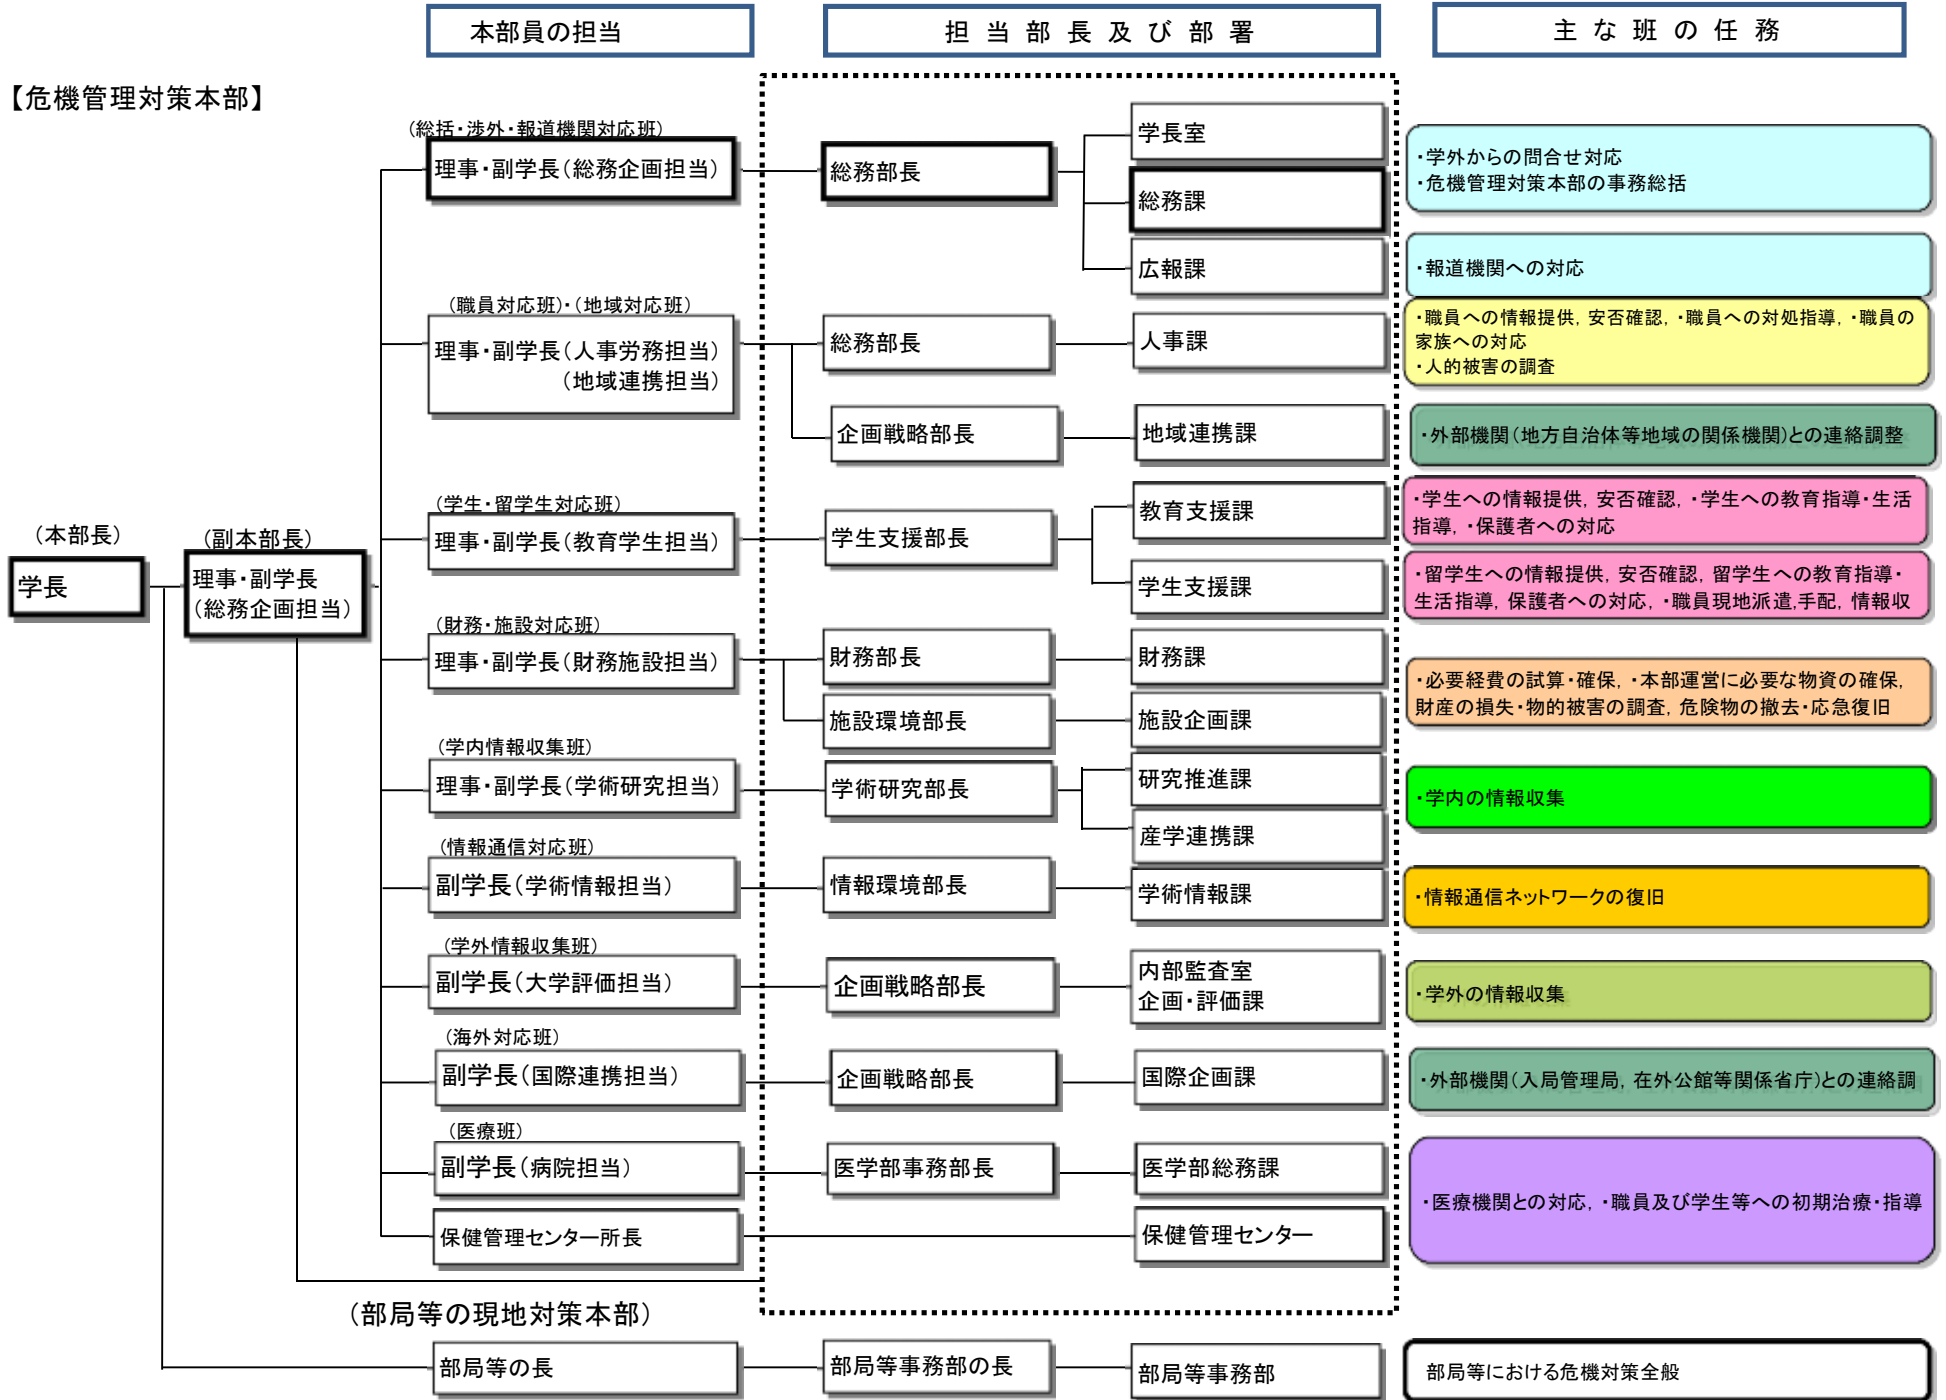 本部員の担当
担当部長及び部署
主な班の任務
【危機管理対策本部】
(総括・渉外・報道機関対応班)
理事・副学長(総務企画担当)
総務部長
学長室
総務課
広報課
・学外からの問合せ対応
・危機管理対策本部の事務総括
・報道機関への対応
(職員対応班)・(地域対応班)
理事・副学長(人事労務担当)
(地域連携担当)
総務部長
人事課
・職員への情報提供, 安否確認, ・職員への対処指導, ・職員の
家族への対応
・人的被害の調査
企画戦略部長
地域連携課
・外部機関(地方自治体等地域の関係機関)との連絡調整
(学生・留学生対応班)
理事・副学長(教育学生担当)
学生支援部長
教育支援課
学生支援課
・学生への情報提供, 安否確認, ・学生への教育指導・生活
指導, ・保護者への対応
・留学生への情報提供, 安否確認, 留学生への教育指導・
生活指導, 保護者への対応, ・職員現地派遣,手配, 情報収
(本部長)
学長
(副本部長)
理事・副学長
(総務企画担当)
(財務・施設対応班)
理事・副学長(財務施設担当)
財務部長
財務課
施設環境部長
施設企画課
・必要経費の試算・確保, ・本部運営に必要な物資の確保,
財産の損失・物的被害の調査, 危険物の撤去・応急復旧
(学内情報収集班)
理事・副学長(学術研究担当)
学術研究部長
研究推進課
産学連携課
・学内の情報収集
(情報通信対応班)
副学長(学術情報担当)
情報環境部長
学術情報課
・情報通信ネットワークの復旧
(学外情報収集班)
副学長(大学評価担当)
企画戦略部長
内部監査室
企画・評価課
・学外の情報収集
(海外対応班)
副学長(国際連携担当)
企画戦略部長
国際企画課
・外部機関(入局管理局, 在外公館等関係省庁)との連絡調
(医療班)
副学長(病院担当)
医学部事務部長
医学部総務課
・医療機関との対応, ・職員及び学生等への初期治療・指導
保健管理センター所長
保健管理センター
(部局等の現地対策本部)
部局等の長
部局等事務部の長
部局等事務部
部局等における危機対策全般